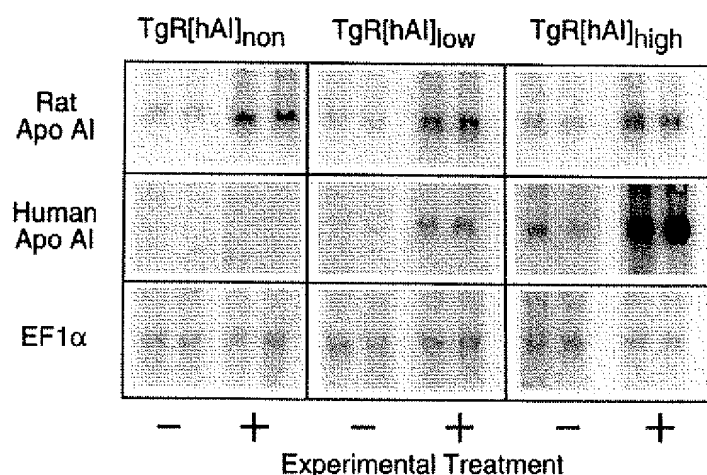 TgR[hAI]non TgR[hAI]low TgR[hAI]high
Rat
Apo AI
Human
Apo AI
EF1α
− + − + − +
Experimental Treatment